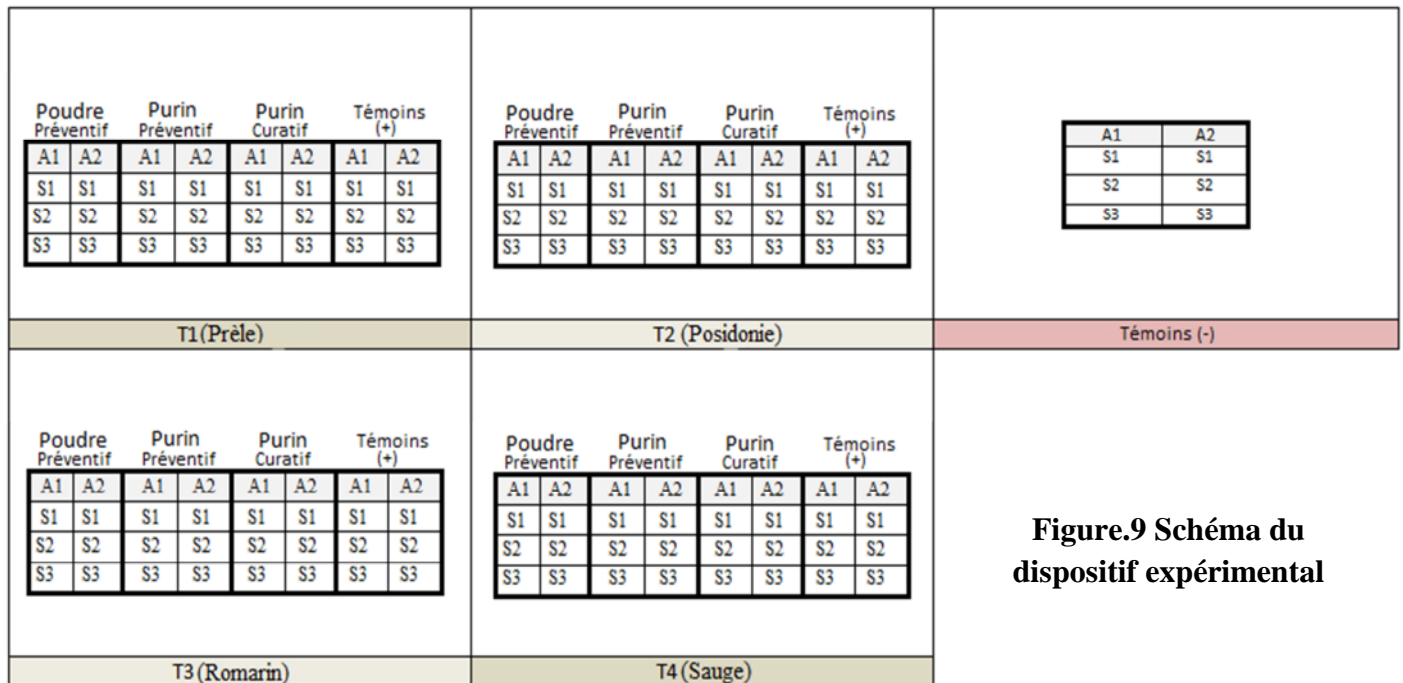 Poudre Purin Purin Témoins
Préventif Préventif Curatif (+)
A1 A2 A1 A2 A1 A2 A1 A2
S1 S1 S1 S1 S1 S1 S1 S1
S2 S2 S2 S2 S2 S2 S2 S2
S3 S3 S3 S3 S3 S3 S3 S3
T1(Prèle)
Poudre Purin Purin Témoins
Préventif Préventif Curatif (+)
A1 A2 A1 A2 A1 A2 A1 A2
S1 S1 S1 S1 S1 S1 S1 S1
S2 S2 S2 S2 S2 S2 S2 S2
S3 S3 S3 S3 S3 S3 S3 S3
T2 (Posidonie)
A1 A2
S1 S1
S2 S2
S3 S3
Témoins (-)
Poudre Purin Purin Témoins
Préventif Préventif Curatif (+)
A1 A2 A1 A2 A1 A2 A1 A2
S1 S1 S1 S1 S1 S1 S1 S1
S2 S2 S2 S2 S2 S2 S2 S2
S3 S3 S3 S3 S3 S3 S3 S3
T3(Romarin)
Poudre Purin Purin Témoins
Préventif Préventif Curatif (+)
A1 A2 A1 A2 A1 A2 A1 A2
S1 S1 S1 S1 S1 S1 S1 S1
S2 S2 S2 S2 S2 S2 S2 S2
S3 S3 S3 S3 S3 S3 S3 S3
T4(Sauge)
Figure.9 Schéma du
dispositif expérimental